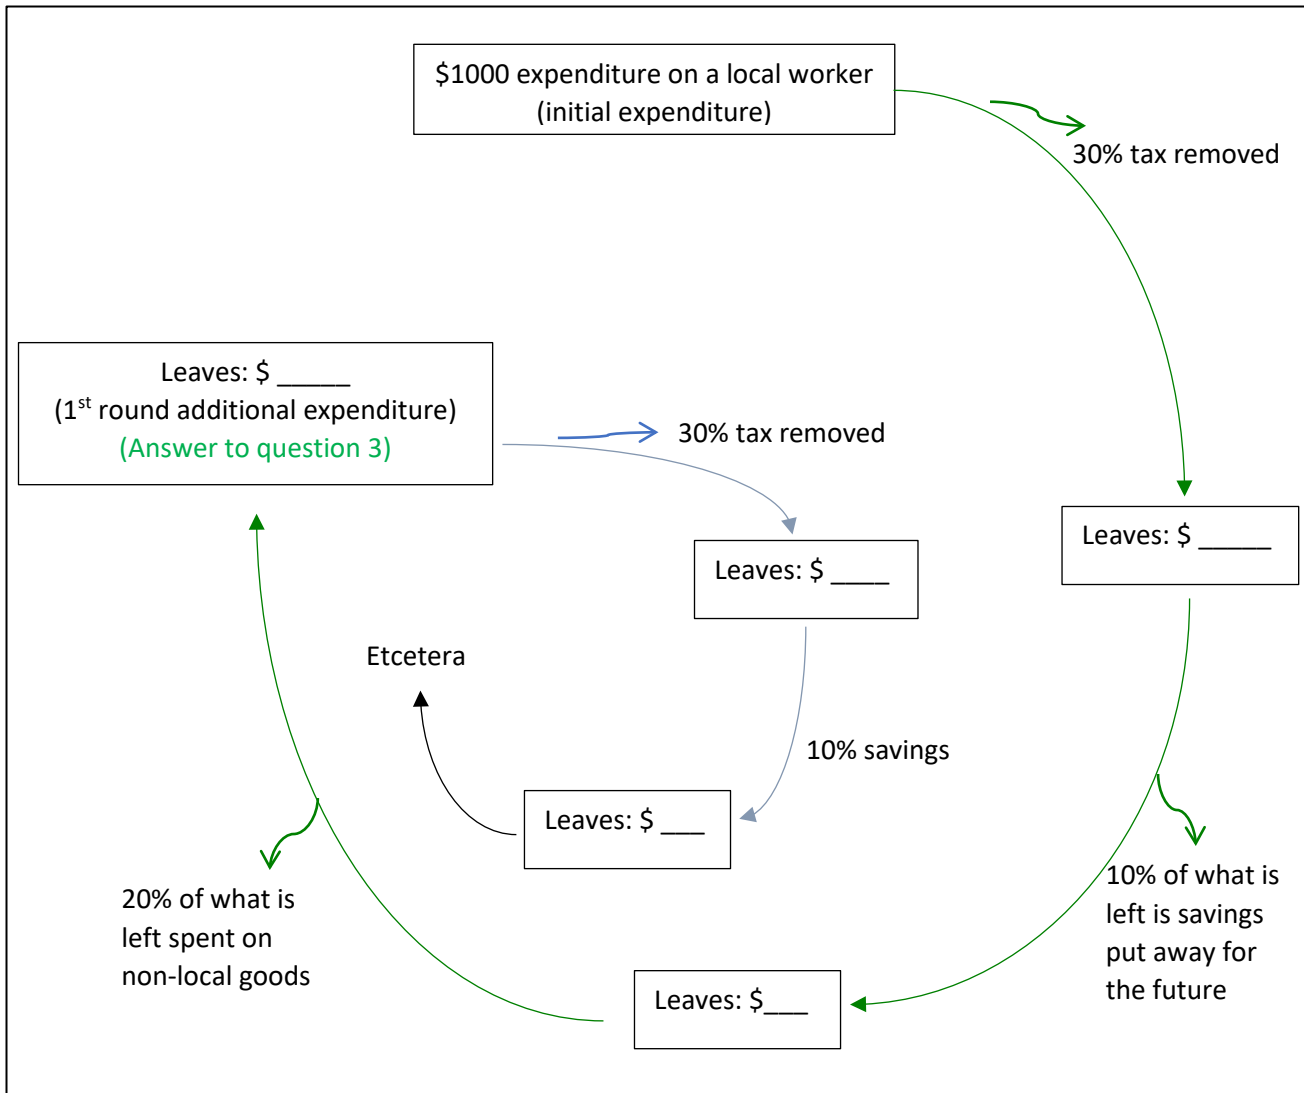 $1000 expenditure on a local worker
(initial expenditure)
30% tax removed
Leaves: $ _____
(1st round additional expenditure)
(Answer to question 3)
30% tax removed
Leaves: $ _____
Leaves: $ ____
Etcetera
10% savings
Leaves: $ ___
20% of what is
left spent on
non-local goods
10% of what is
left is savings
put away for
the future
Leaves: $___